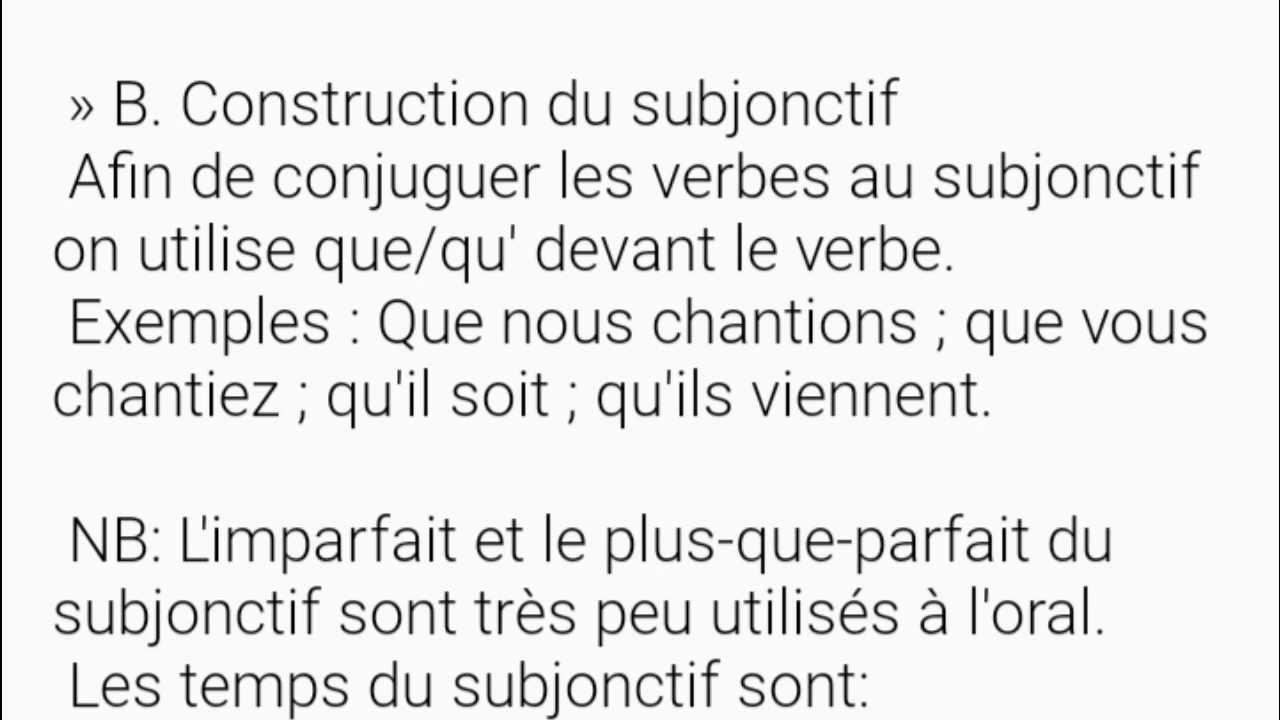 » B. Construction du subjonctif
Afin de conjuguer les verbes au subjonctif
on utilise que/qu' devant le verbe.
Exemples : Que nous chantions ; que vous
chantiez ; qu'il soit ; qu'ils viennent.
NB: L'imparfait et le plus-que-parfait du
subjonctif sont très peu utilisés à l'oral.
Les temps du subjonctif sont: